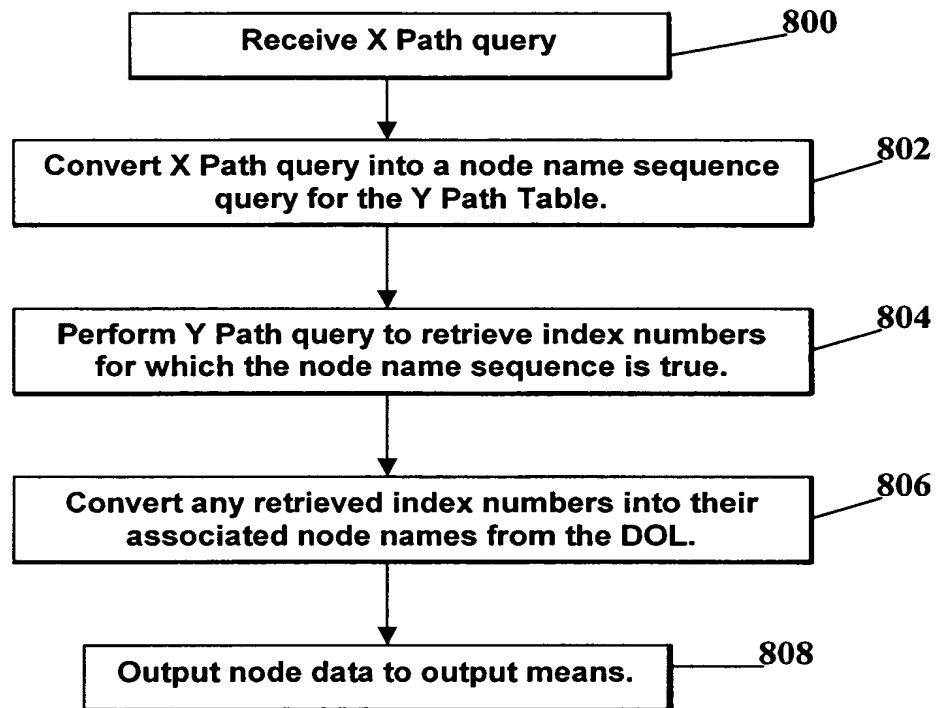 Receive X Path query
800
Convert X Path query into a node name sequence
query for the Y Path Table.
802
Perform Y Path query to retrieve index numbers
for which the node name sequence is true.
804
Convert any retrieved index numbers into their
associated node names from the DOL.
806
Output node data to output means.
808